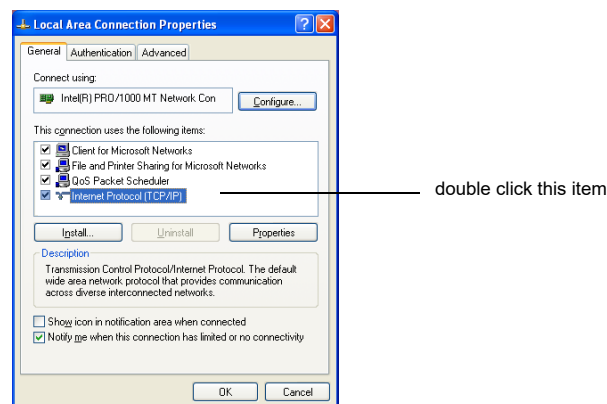 Local Area Connection Properties
General Authentication Advanced
Connect using:
Intel(R) PRO/1000 MT Network Con
Configure...
This connection uses the following items:
Client for Microsoft Networks
File and Printer Sharing for Microsoft Networks
QoS Packet Scheduler
Internet Protocol (TCP/IP)
double click this item
Install... Uninstall Properties
Description
Transmission Control Protocol/Internet Protocol. The default
wide area network protocol that provides communication
across diverse interconnected networks.
Show icon in notification area when connected
Notify me when this connection has limited or no connectivity
OK Cancel